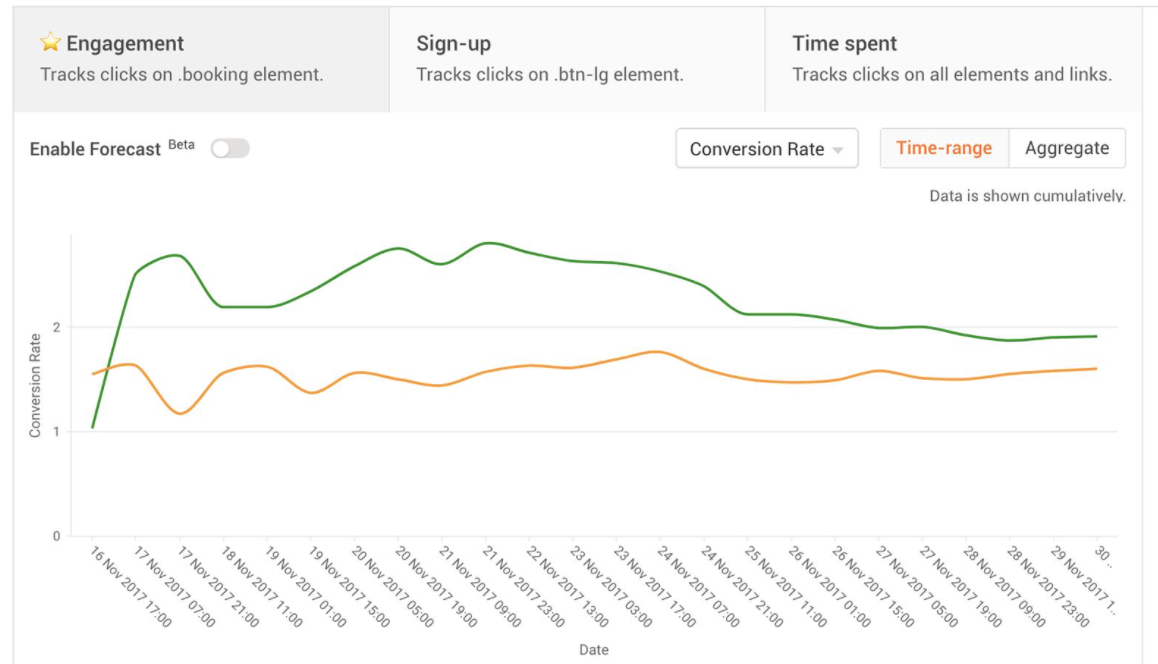 ⭐ Engagement
Tracks clicks on .booking element.
Sign-up
Tracks clicks on .btn-lg element.
Time spent
Tracks clicks on all elements and links.
Enable Forecast Beta
Conversion Rate
Time-range
Aggregate
Data is shown cumulatively.
Conversion Rate
2
1
0
16 Nov 2017 17:00
17 Nov 2017 07:00
17 Nov 2017 21:00
18 Nov 2017 11:00
19 Nov 2017 01:00
19 Nov 2017 15:00
20 Nov 2017 05:00
20 Nov 2017 19:00
21 Nov 2017 09:00
21 Nov 2017 23:00
22 Nov 2017 13:00
23 Nov 2017 03:00
23 Nov 2017 17:00
24 Nov 2017 07:00
24 Nov 2017 21:00
25 Nov 2017 11:00
26 Nov 2017 01:00
26 Nov 2017 15:00
27 Nov 2017 05:00
27 Nov 2017 19:00
28 Nov 2017 09:00
28 Nov 2017 23:00
29 Nov 2017 1..
30 ..
Date